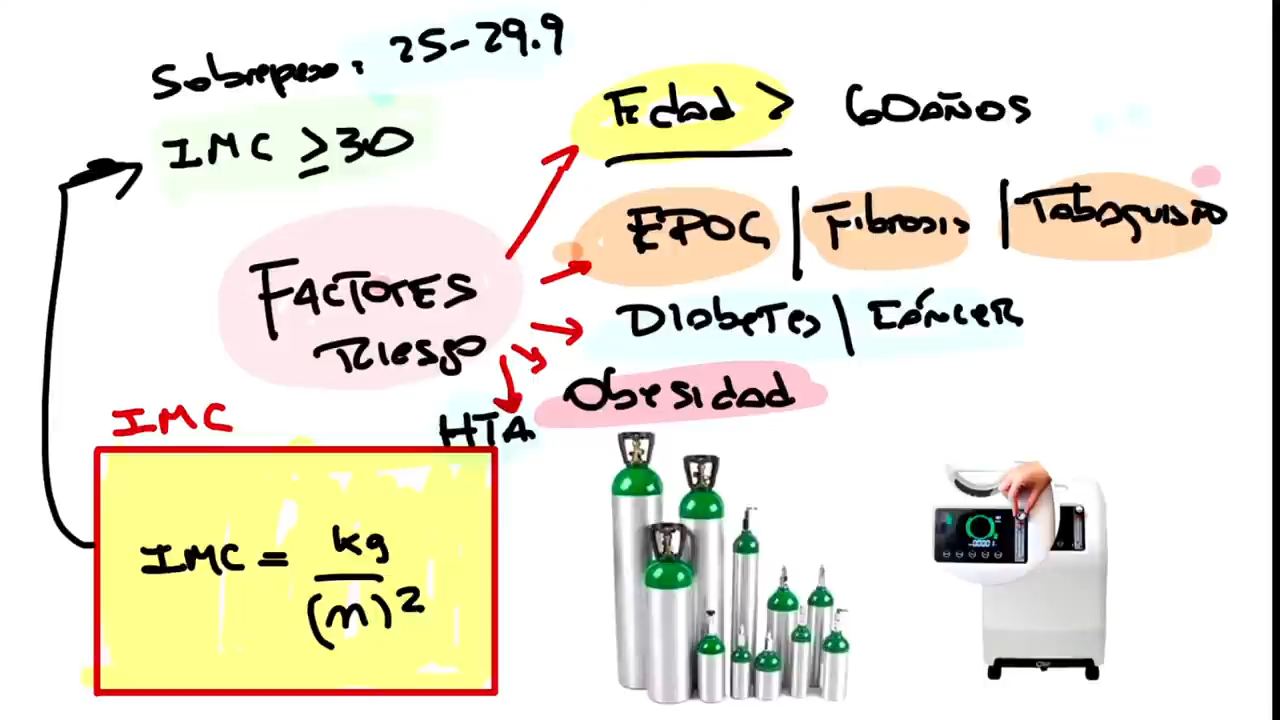 Sobrepeso: 25-29.9
IMC ≥30
Edad > 60años
EPOC | Fibrosis | Tabaquismo
Factores
Riesgo
Diabetes | Cáncer
Obesidad
HTA
IMC
IMC = kg
(m)²